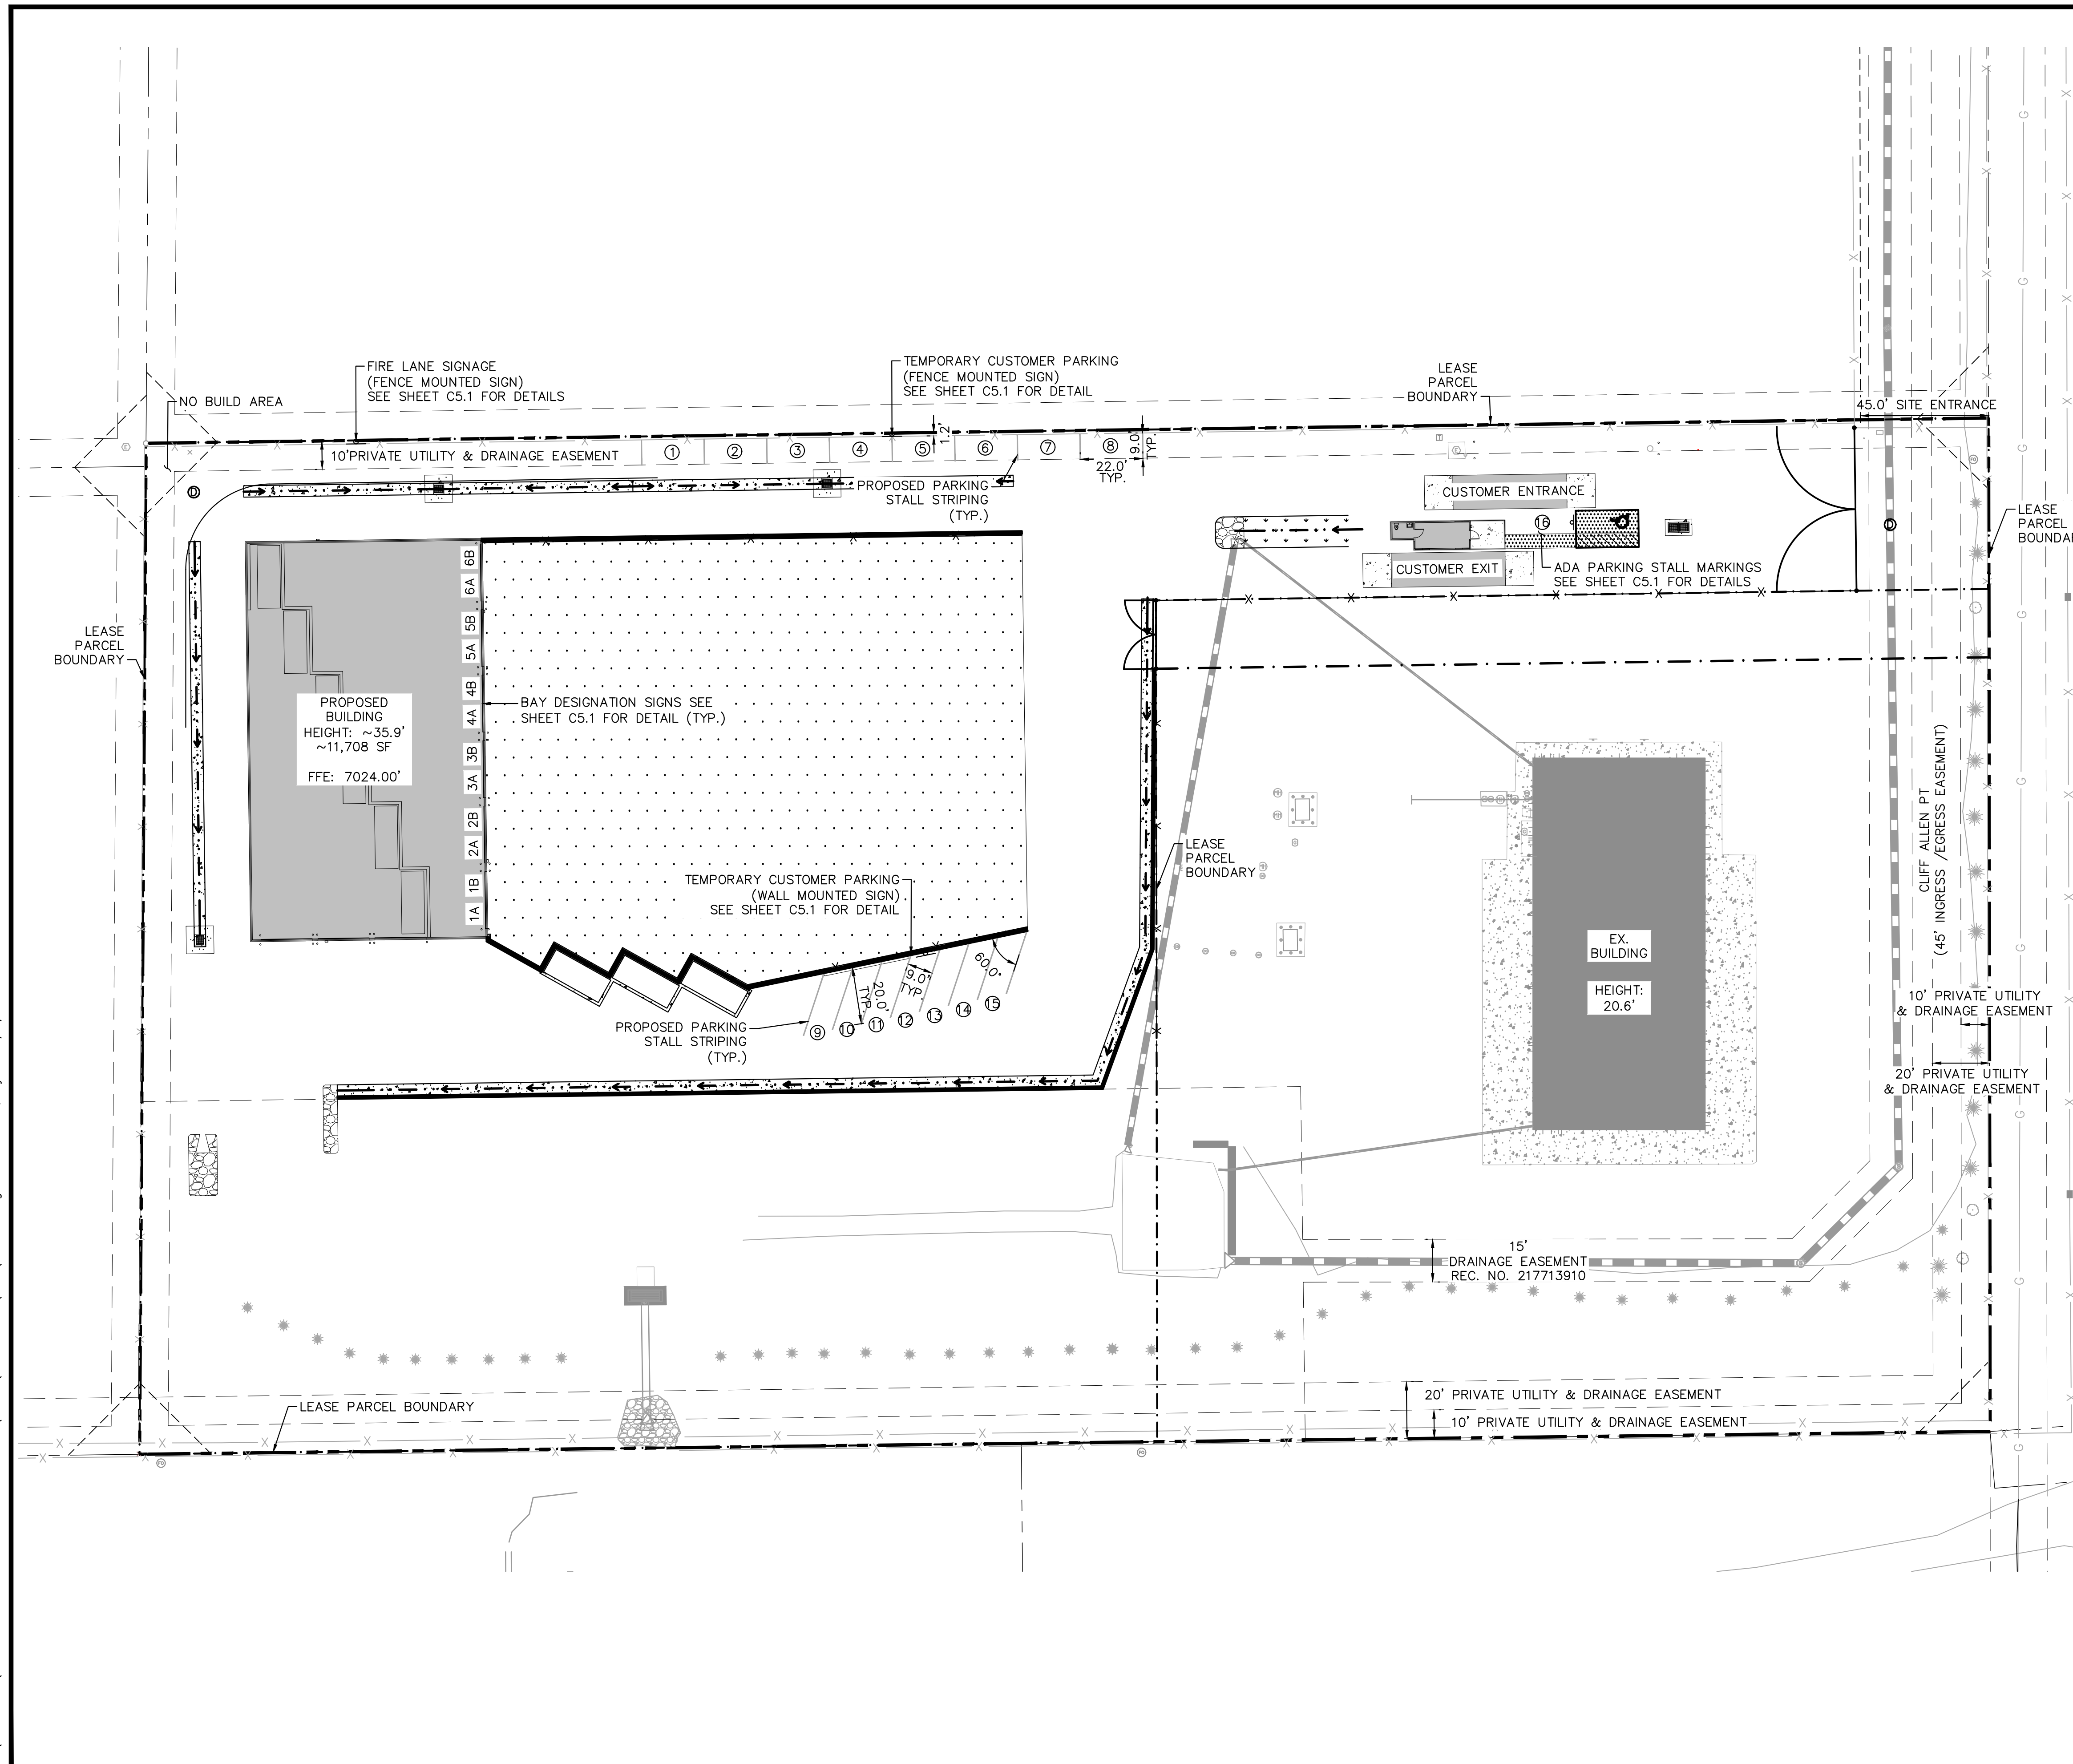 FIRE LANE SIGNAGE
(FENCE MOUNTED SIGN)
SEE SHEET C5.1 FOR DETAILS
TEMPORARY CUSTOMER PARKING
(FENCE MOUNTED SIGN)
SEE SHEET C5.1 FOR DETAIL
LEASE
PARCEL
BOUNDARY
NO BUILD AREA
45.0' SITE ENTRANCE
10'PRIVATE UTILITY & DRAINAGE EASEMENT
1
2
3
4
5
6
7
8
1.2'
9.0'
TYP.
22.0'
TYP.
PROPOSED PARKING
STALL STRIPING
(TYP.)
CUSTOMER ENTRANCE
16
CUSTOMER EXIT
ADA PARKING STALL MARKINGS
SEE SHEET C5.1 FOR DETAILS
D
D
LEASE
PARCEL
6B
6A
5B
5A
4B
4A
3B
3A
2B
2A
1B
1A
LEASE
PARCEL
BOUNDARY
PROPOSED
BUILDING
HEIGHT: ~35.9'
~11,708 SF
FFE: 7024.00'
BAY DESIGNATION SIGNS SEE
SHEET C5.1 FOR DETAIL (TYP.)
CLIFF ALLEN PT
(45' INGRESS /EGRESS EASEMENT)
LEASE
PARCEL
BOUNDARY
TEMPORARY CUSTOMER PARKING
(WALL MOUNTED SIGN)
SEE SHEET C5.1 FOR DETAIL
EX.
BUILDING
HEIGHT:
20.6'
60.0°
9.0'
TYP.
20.0'
TYP.
9
10
11
12
13
14
15
PROPOSED PARKING
STALL STRIPING
(TYP.)
10' PRIVATE UTILITY
& DRAINAGE EASEMENT
20' PRIVATE UTILITY
& DRAINAGE EASEMENT
15'
DRAINAGE EASEMENT
REC. NO. 217713910
20' PRIVATE UTILITY & DRAINAGE EASEMENT
10' PRIVATE UTILITY & DRAINAGE EASEMENT
LEASE PARCEL BOUNDARY